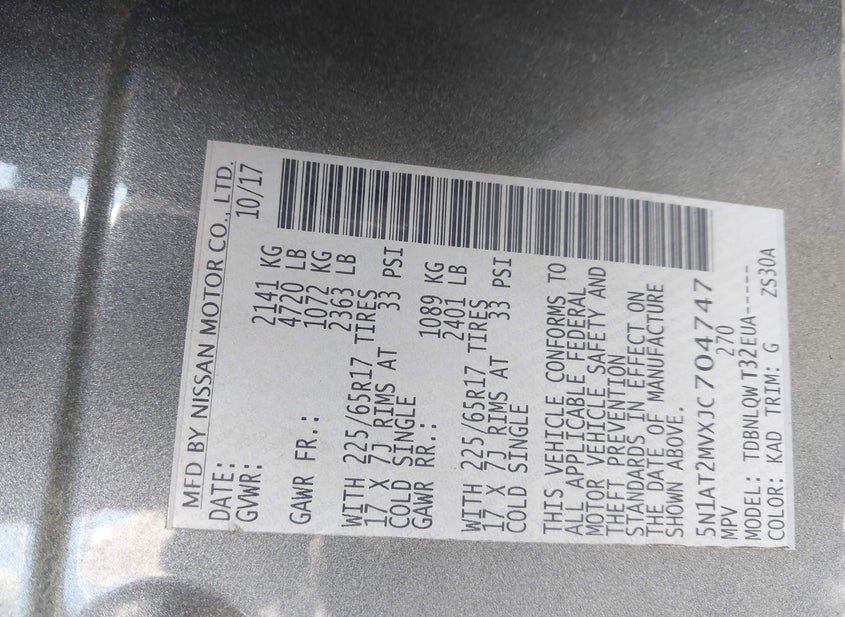 MFD BY NISSAN MOTOR CO., LTD.
DATE: 10/17
GVWR: 2141 KG
4720 LB
GAWR FR.: 1072 KG
2363 LB
WITH 225/65R17 TIRES
17 X 7J RIMS AT 33 PSI
COLD SINGLE
GAWR RR.: 1089 KG
2401 LB
WITH 225/65R17 TIRES
17 X 7J RIMS AT 33 PSI
COLD SINGLE
THIS VEHICLE CONFORMS TO
ALL APPLICABLE FEDERAL
MOTOR VEHICLE SAFETY AND
THEFT PREVENTION
STANDARDS IN EFFECT ON
THE DATE OF MANUFACTURE
SHOWN ABOVE.
5N1AT2MVXJC704747
MPV 270
MODEL: TDBNLQWT32EUA-----
COLOR: KAD TRIM: G ZS30A